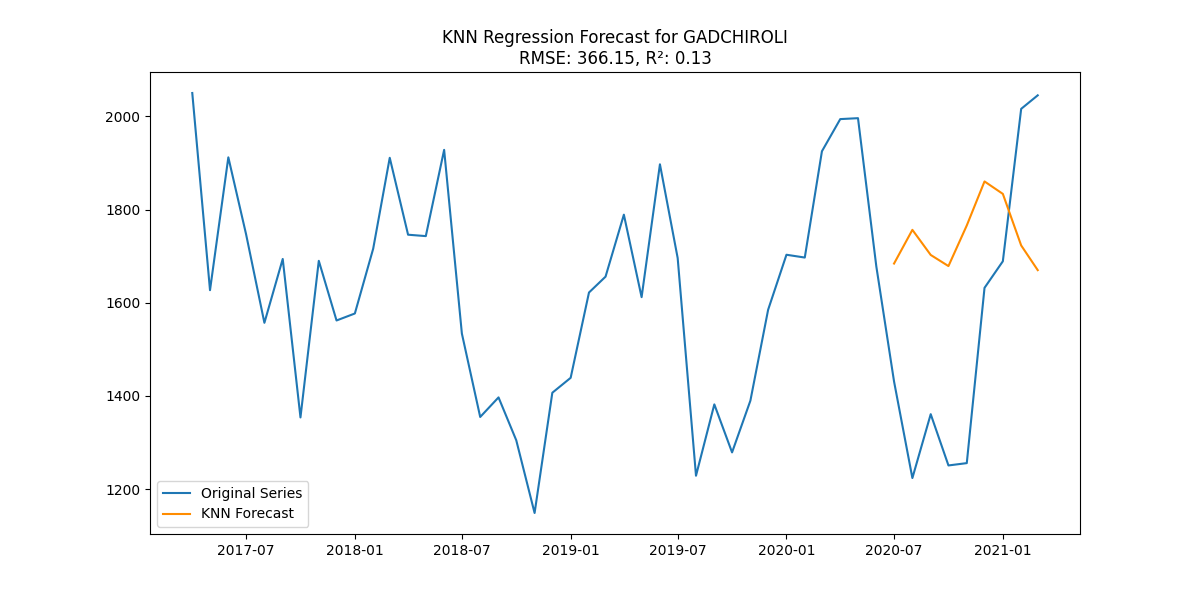 KNN Regression Forecast for GADCHIROLI
RMSE: 366.15, R²: 0.13
2000
1800
1600
1400
1200
Original Series
KNN Forecast
2017-07 2018-01 2018-07 2019-01 2019-07 2020-01 2020-07 2021-01